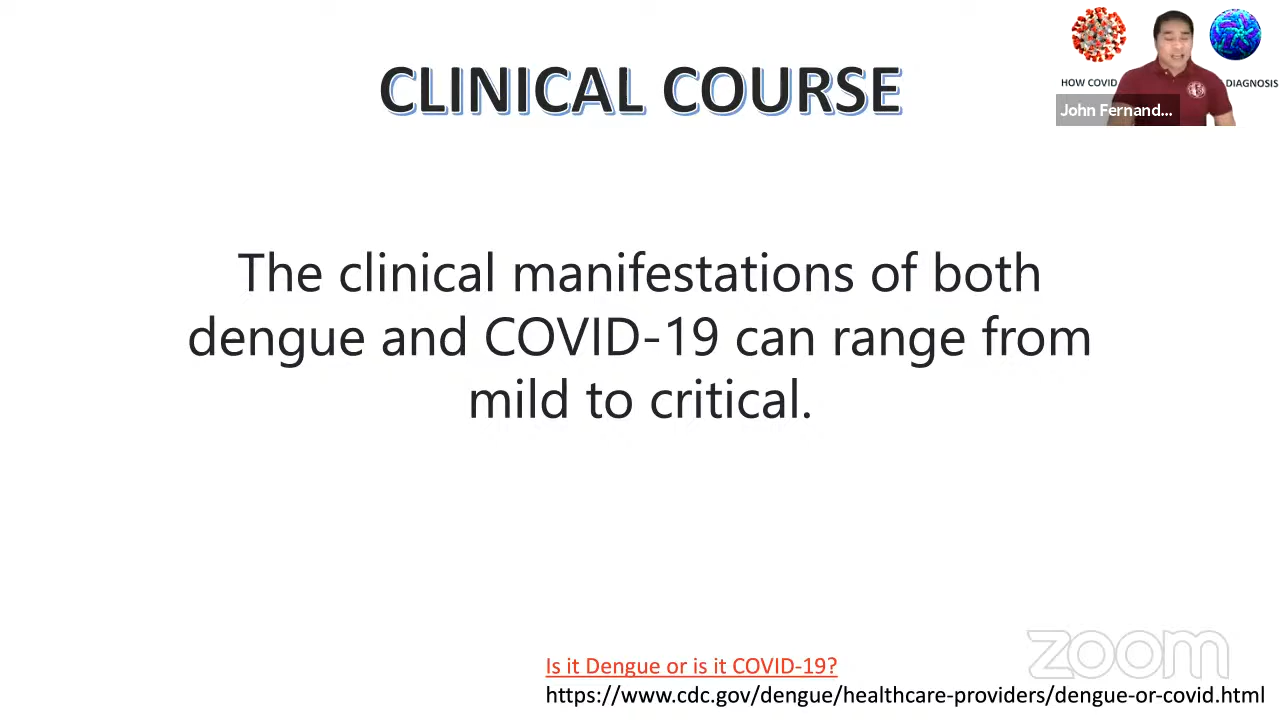 CLINICAL COURSE
HOW COVID
DIAGNOSIS
John Fernand...
The clinical manifestations of both
dengue and COVID-19 can range from
mild to critical.
zoom
Is it Dengue or is it COVID-19?
https://www.cdc.gov/dengue/healthcare-providers/dengue-or-covid.html